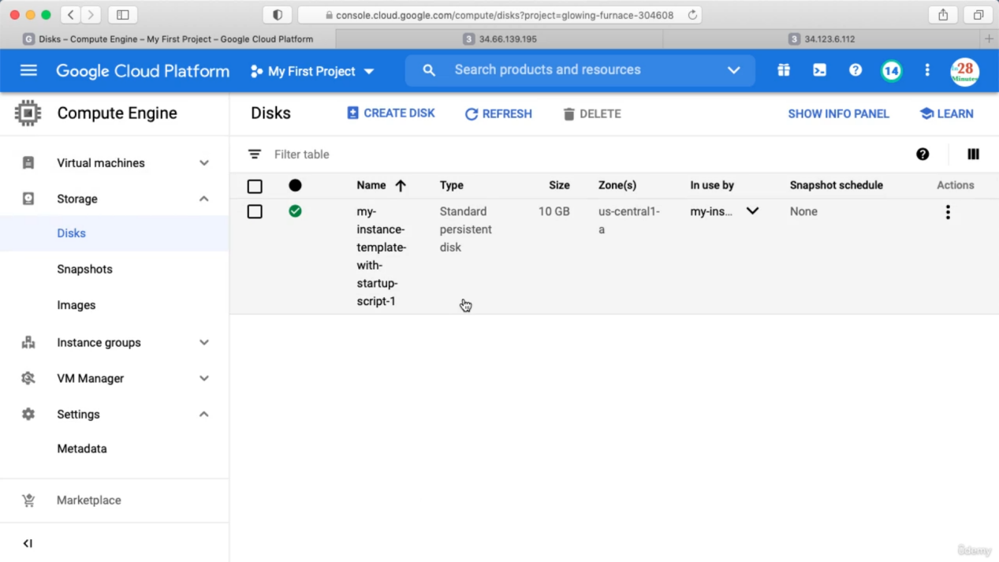 console.cloud.google.com/compute/disks?project=glowing-furnace-304608
G Disks – Compute Engine – My First Project – Google Cloud Platform
3 34.66.139.195
3 34.123.6.112
Google Cloud Platform
My First Project
Search products and resources
14
in28
Minutes
Compute Engine
Disks
CREATE DISK
REFRESH
DELETE
SHOW INFO PANEL
LEARN
Virtual machines
Storage
Disks
Snapshots
Images
Instance groups
VM Manager
Settings
Metadata
Marketplace
Filter table
Name
Type
Size
Zone(s)
In use by
Snapshot schedule
Actions
my-
instance-
template-
with-
startup-
script-1
Standard
persistent
disk
10 GB
us-central1-
a
my-ins...
None
ûdemy